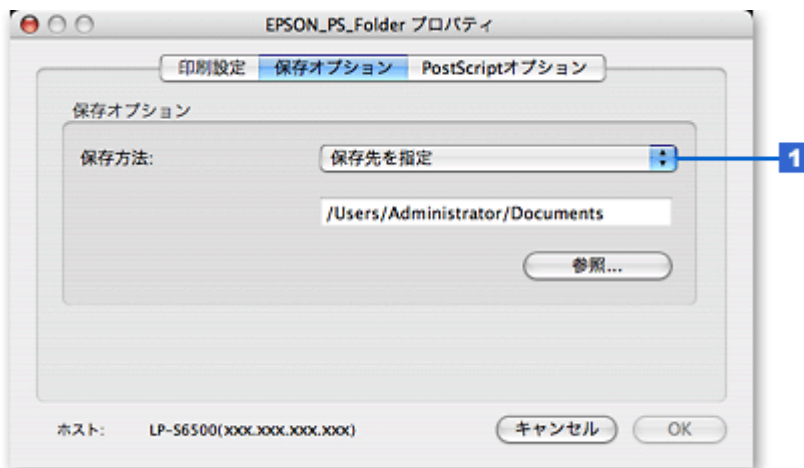 EPSON_PS_Folder プロパティ
印刷設定 保存オプション PostScriptオプション
保存オプション
保存方法: 保存先を指定 1
/Users/Administrator/Documents
参照...
ホスト: LP-S6500(xxx.xxx.xxx.xxx) キャンセル OK